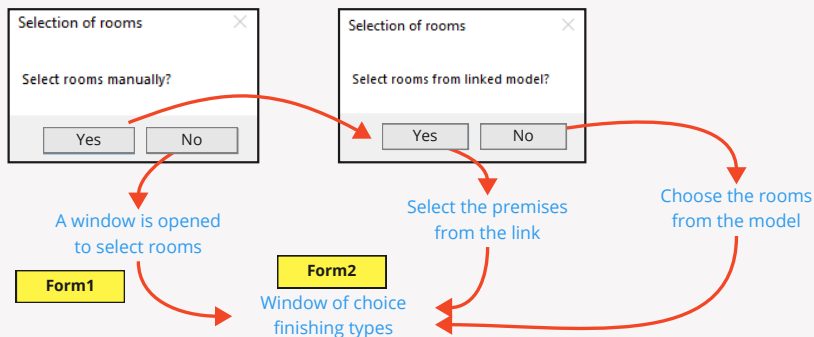 Selection of rooms
Select rooms manually?
Yes
No
Selection of rooms
Select rooms from linked model?
Yes
No
A window is opened
to select rooms
Select the premises
from the link
Choose the rooms
from the model
Form1
Form2
Window of choice
finishing types